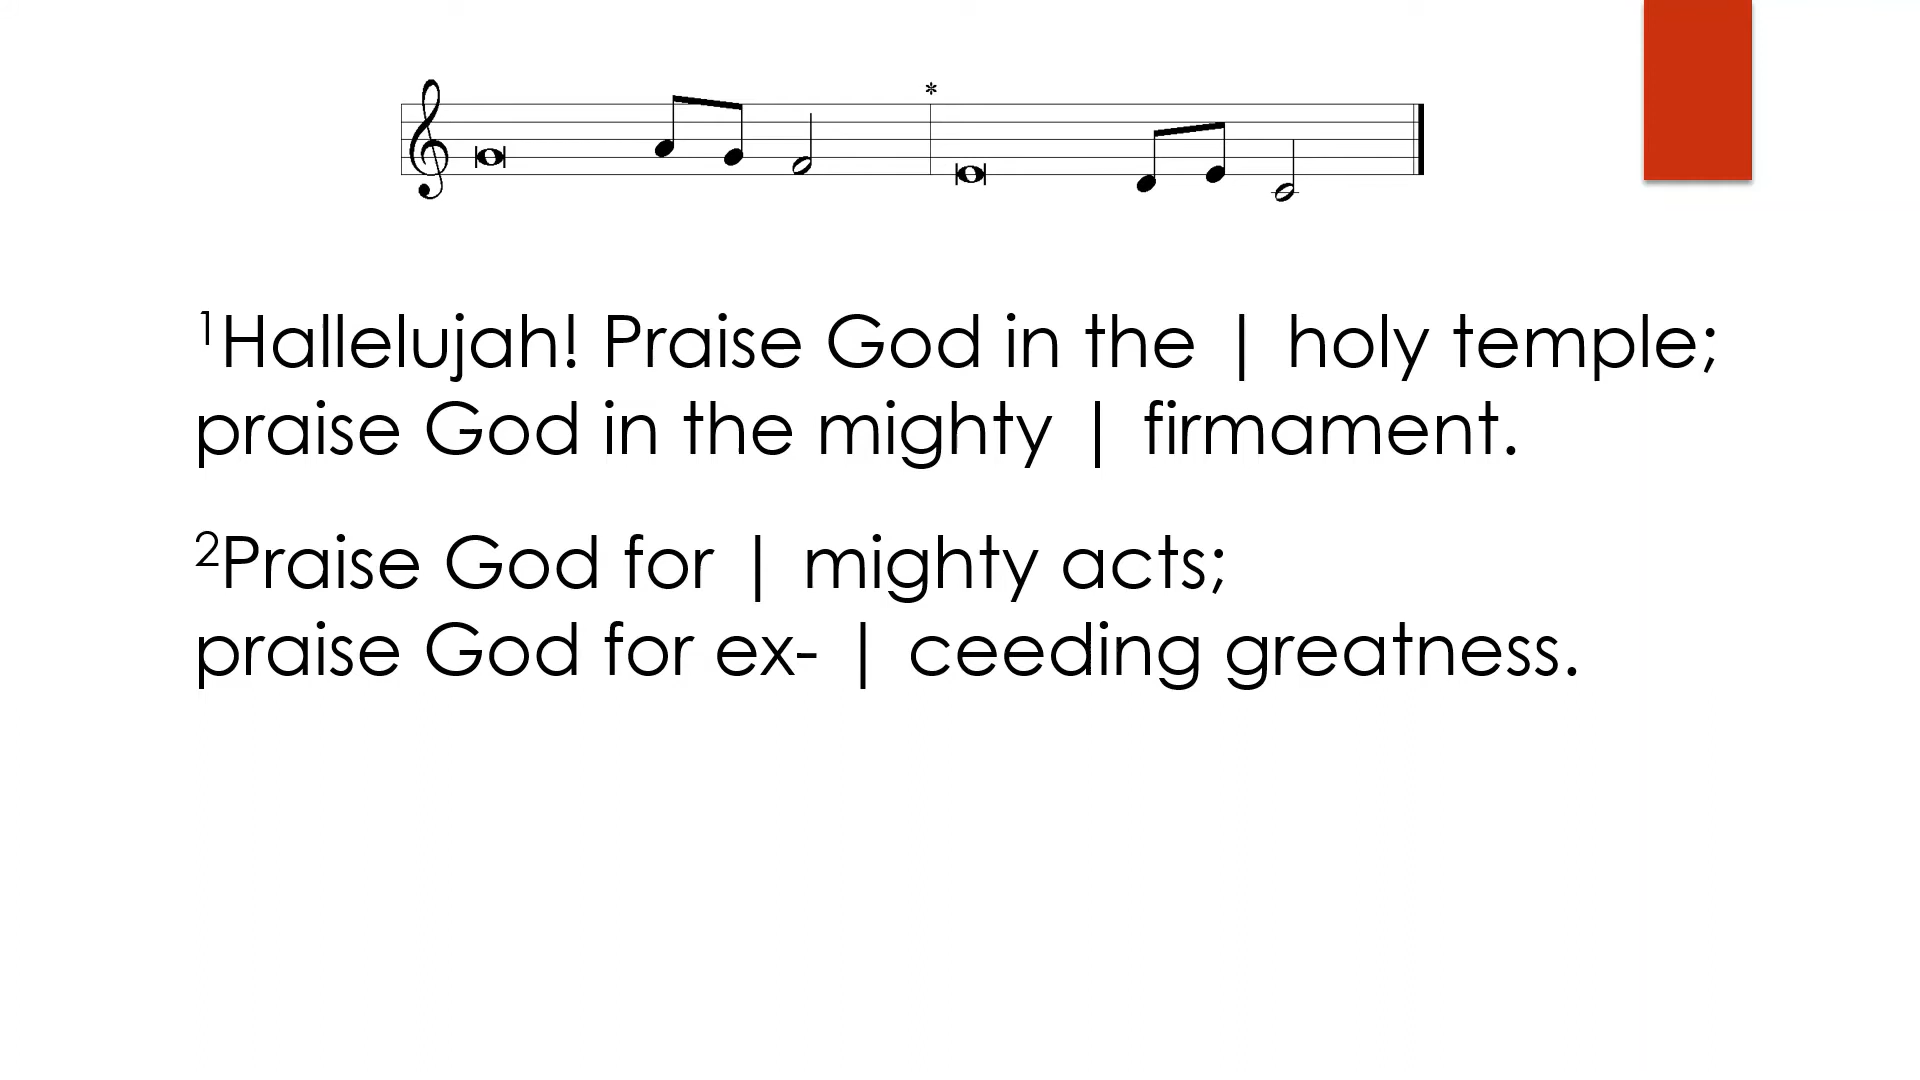 *
¹Hallelujah! Praise God in the | holy temple;
praise God in the mighty | firmament.
²Praise God for | mighty acts;
praise God for ex- | ceeding greatness.